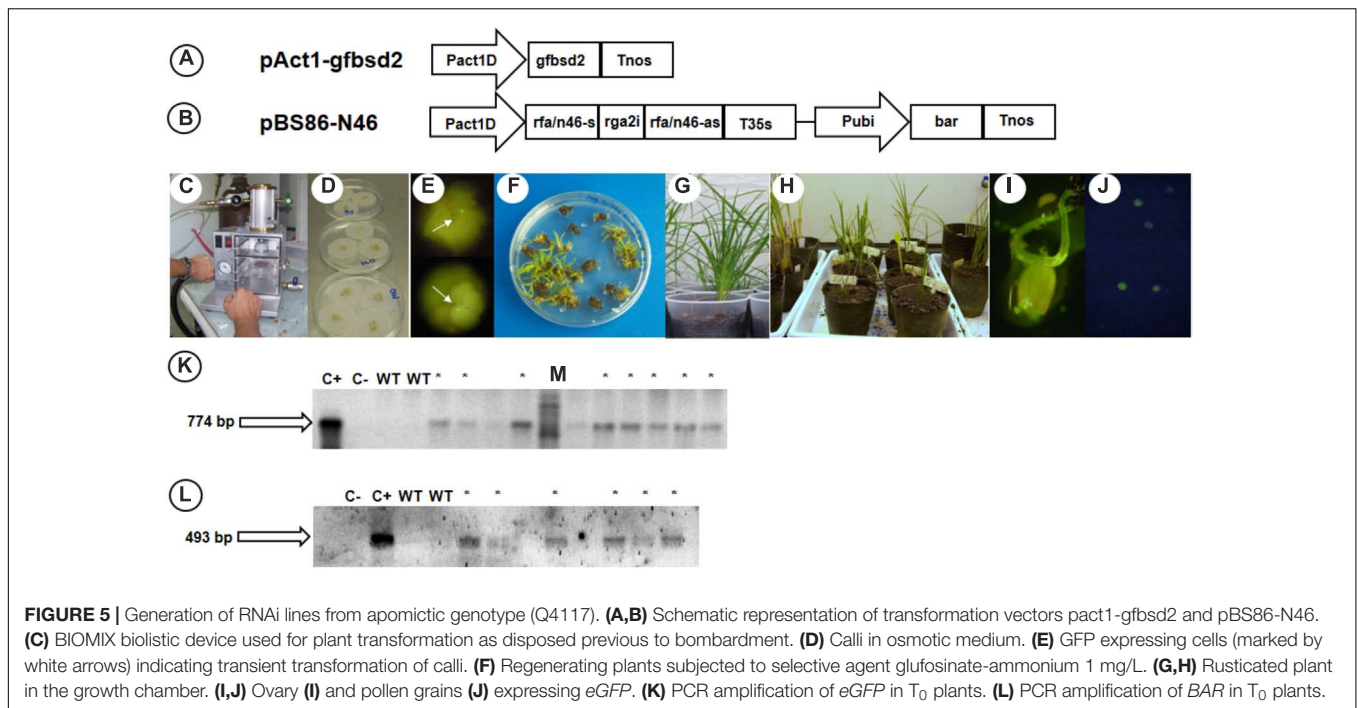 A pAct1-gfbsd2 Pact1D gfbsd2 Tnos
B pBS86-N46 Pact1D rfa/n46-s rga2i rfa/n46-as T35s Pubi bar Tnos
C D E F G H I J
K C+ C- WT WT * * * M * * * * *
774 bp
L C- C+ WT WT * * * * * *
493 bp
FIGURE 5 | Generation of RNAi lines from apomictic genotype (Q4117). (A,B) Schematic representation of transformation vectors pact1-gfbsd2 and pBS86-N46.
(C) BIOMIX biolistic device used for plant transformation as disposed previous to bombardment. (D) Calli in osmotic medium. (E) GFP expressing cells (marked by
white arrows) indicating transient transformation of calli. (F) Regenerating plants subjected to selective agent glufosinate-ammonium 1 mg/L. (G,H) Rusticated plant
in the growth chamber. (I,J) Ovary (I) and pollen grains (J) expressing eGFP. (K) PCR amplification of eGFP in T0 plants. (L) PCR amplification of BAR in T0 plants.